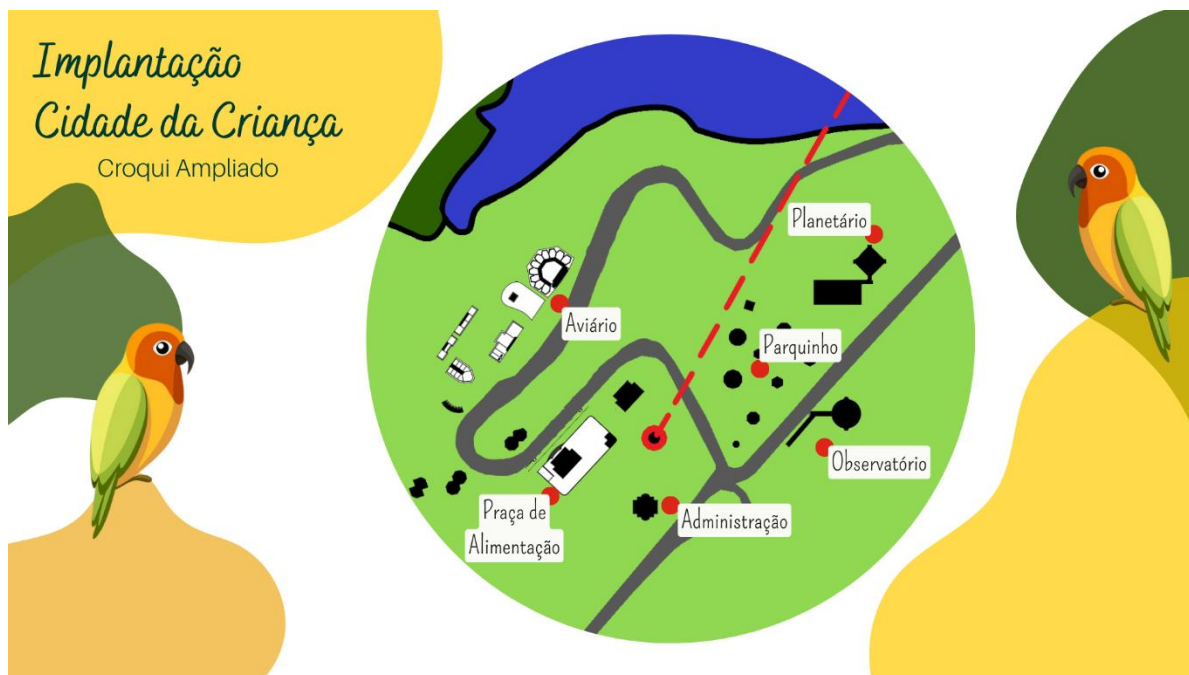 Implantação
Cidade da Criança
Croqui Ampliado
Planetário
Aviário
Parquinho
Observatório
Praça de
Alimentação
Administração